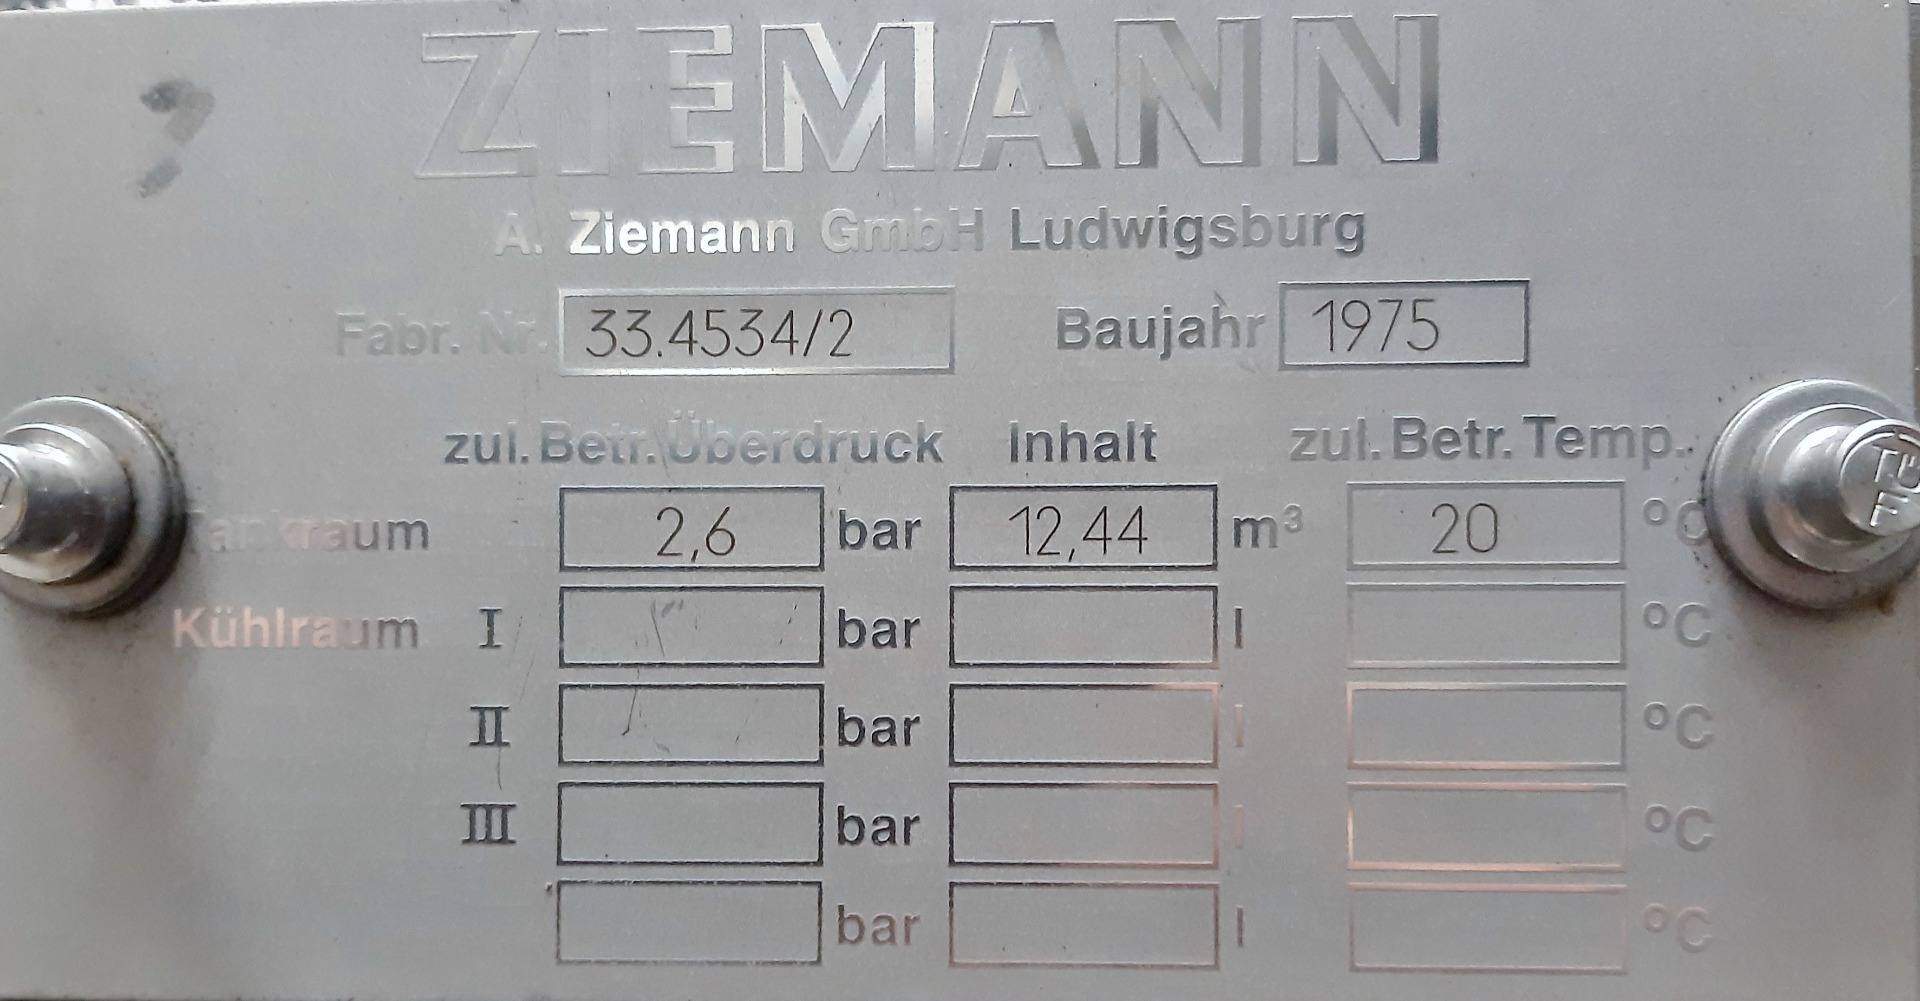 ZIEMANN
A. Ziemann GmbH Ludwigsburg
Fabr. Nr. 33.4534/2 Baujahr 1975
zul. Betr. Überdruck Inhalt zul. Betr. Temp.
Tankraum 2,6 bar 12,44 m³ 20 °C
Kühlraum I bar l °C
II bar l °C
III bar l °C
bar l °C